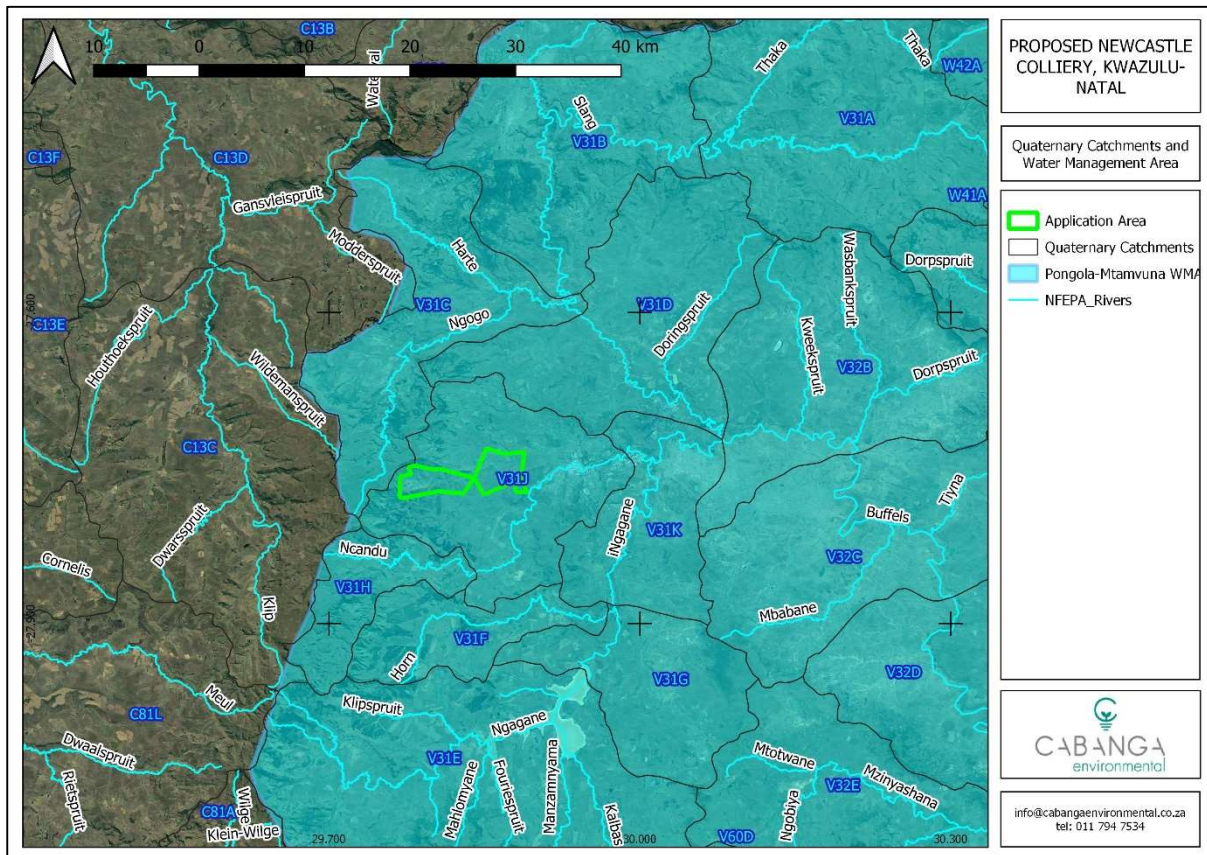 10 0 10 20 30 40 km
C13B
Thaka
Thaka
W42A
Slang
V31A
V31B
C13F
C13D
W41A
Gansvleispruit
Modderspruit
Harte
Wasbankspruit
Dorpspruit
V31C
V31D
Ngogo
Doringspruit
C13E
Houthoekspruit
Wildemanspruit
Kweekspruit
V32B
Dorpspruit
C13C
V31J
iNgagane
Tiyna
Dwarsspruit
Buffels
V31K
Ncandu
V32C
Cornelis
V31H
Klip
Mbabane
V31F
Horn
V32D
V31G
Meul
Klipspruit
C81L
Ngagane
Dwaalspruit
V31E
Mtotwane
Mzinyashana
V32E
Rietspruit
Mahlomyane
Fouriespruit
Manzamnyama
Kalbas
Ngobiya
C81A
Wilge
Klein-Wilge
V60D
29.700
30.000
30.300
PROPOSED NEWCASTLE
COLLIERY, KWAZULU-
NATAL
Quaternary Catchments and
Water Management Area
Application Area
Quaternary Catchments
Pongola-Mtamvuna WMA
NFEPA_Rivers
CABANGA
environmental
info@cabangaenvironmental.co.za
tel: 011 794 7534